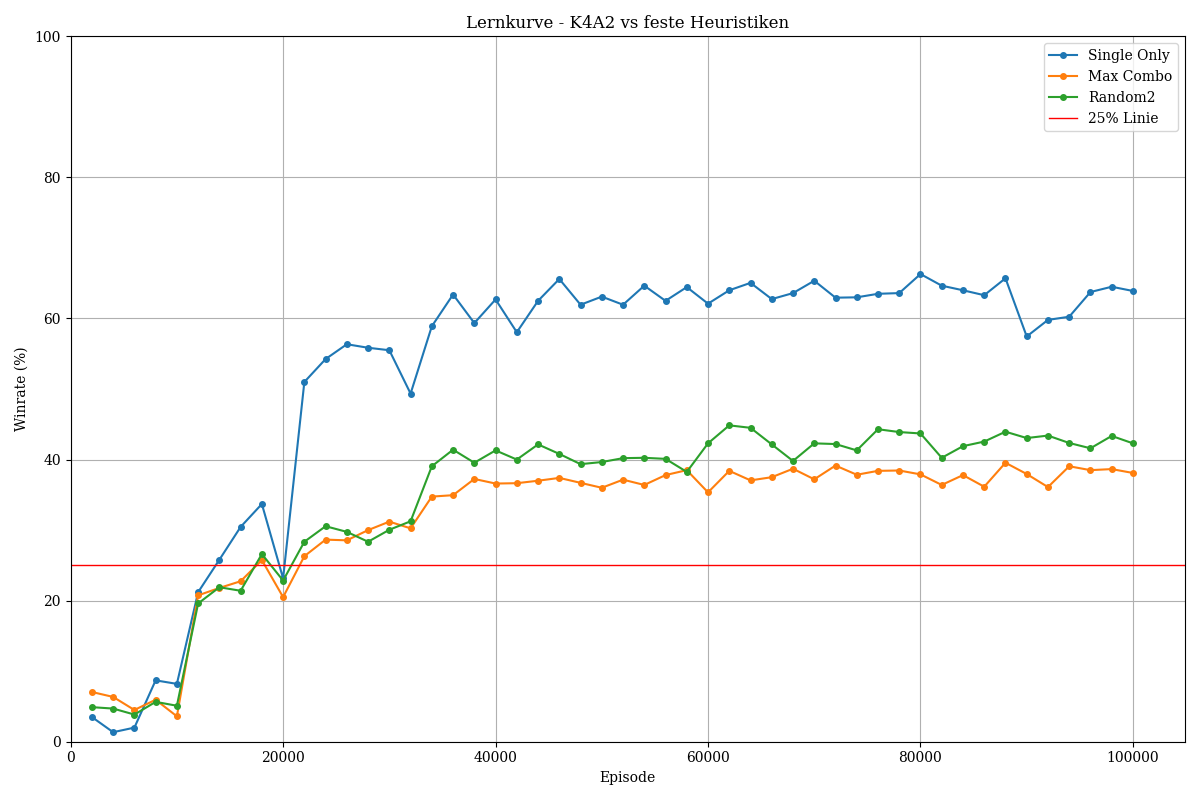 Lernkurve - K4A2 vs feste Heuristiken
100
80
60
40
20
0
Winrate (%)
Single Only
Max Combo
Random2
25% Linie
0
20000
40000
60000
80000
100000
Episode